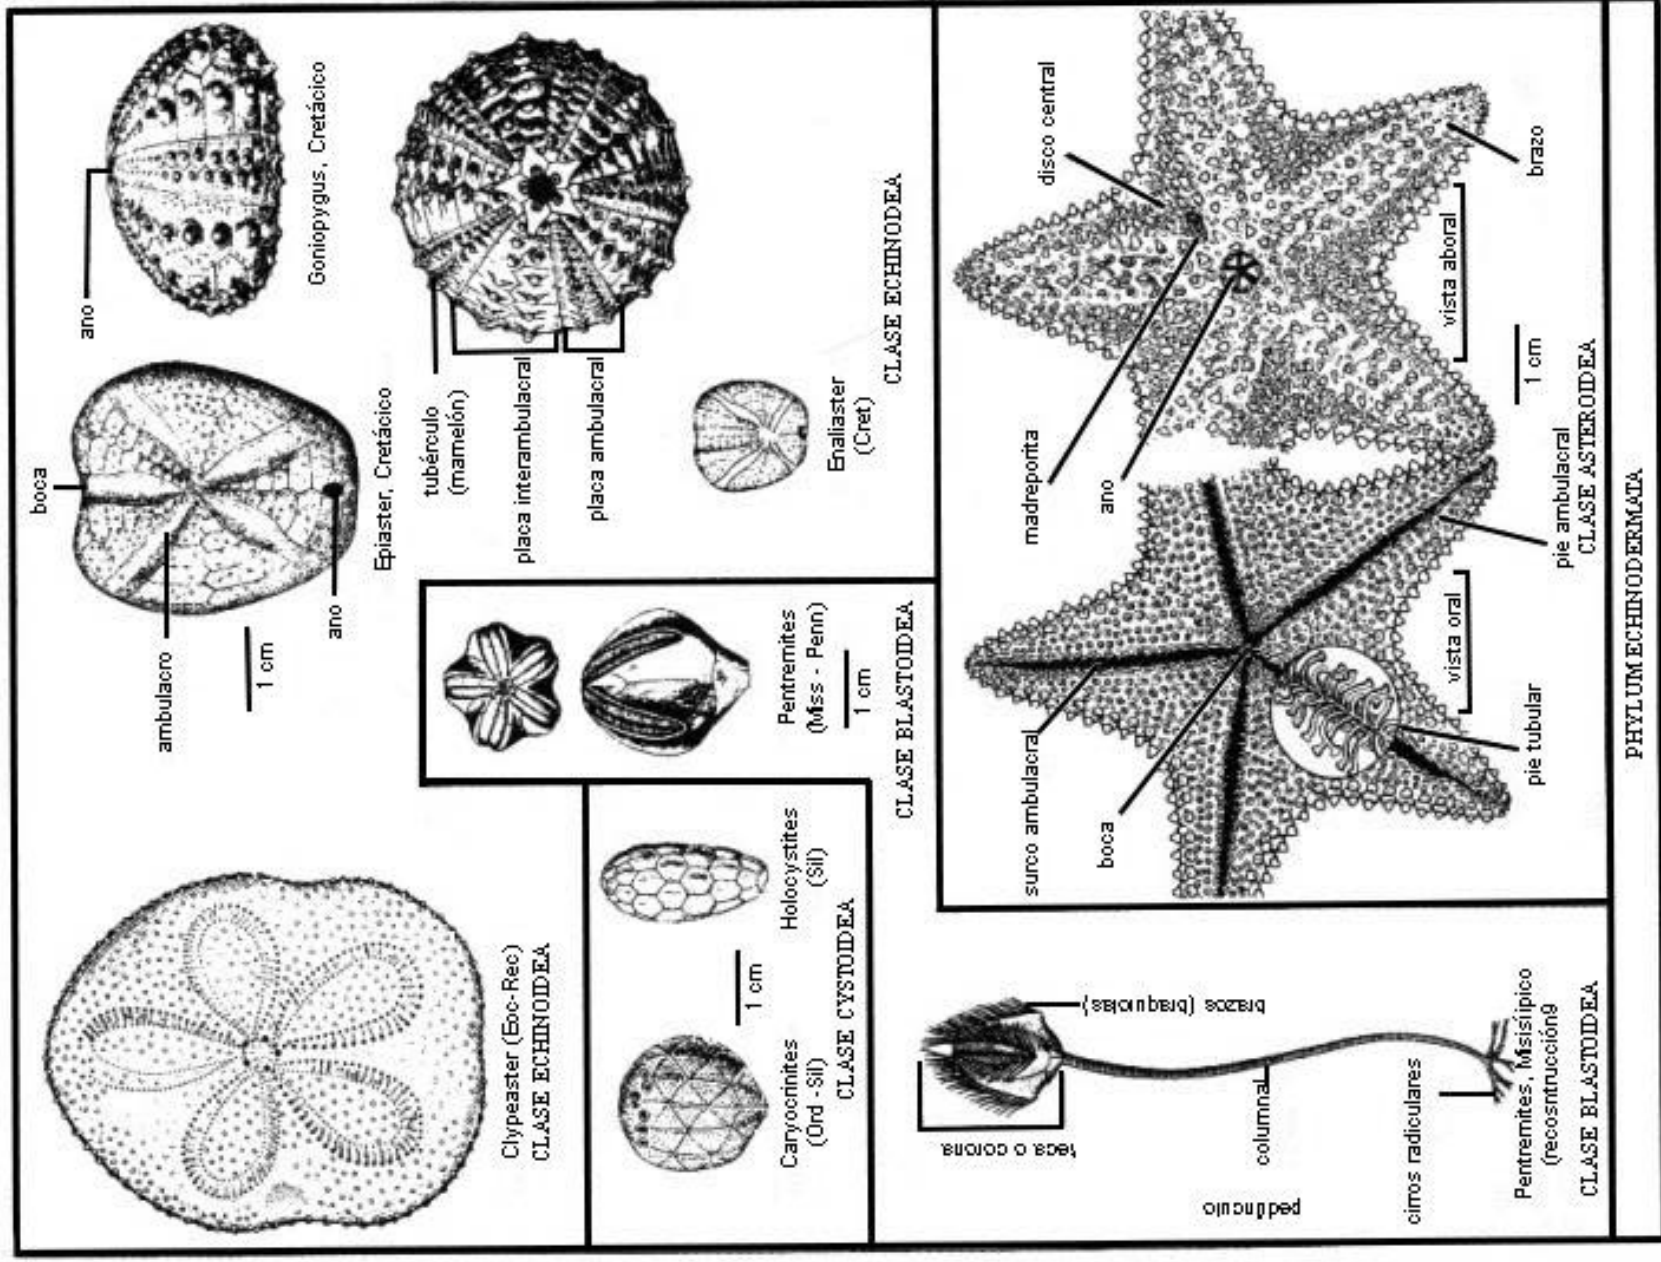 Clypeaster (Eoc-Rec)
CLASE ECHINOIDEA
boca
ambulacro
ano
1 cm
Epiaster, Cretácico
ano
Goniopygus, Cretácico
tubérculo
(mamelón)
placa interambulacral
placa ambulacral
Enaliaster
(Cret)
CLASE ECHINODEA
Pentremites
(Miss - Penn)
1 cm
CLASE BLASTOIDEA
Caryocrinites
(Ord -Sil)
1 cm
Holocystites
(Sil)
CLASE CYSTOIDEA
teca o corona
brazos (braquiolas)
columnal
pedúnculo
cirros radiculares
Pentremites, Misisípico
(recosntrucción9
CLASE BLASTOIDEA
surco ambulacral
boca
pie tubular
vista oral
pie ambulacral
madreporita
ano
disco central
brazo
vista aboral
1 cm
CLASE ASTEROIDEA
PHYLUM ECHINODERMATA